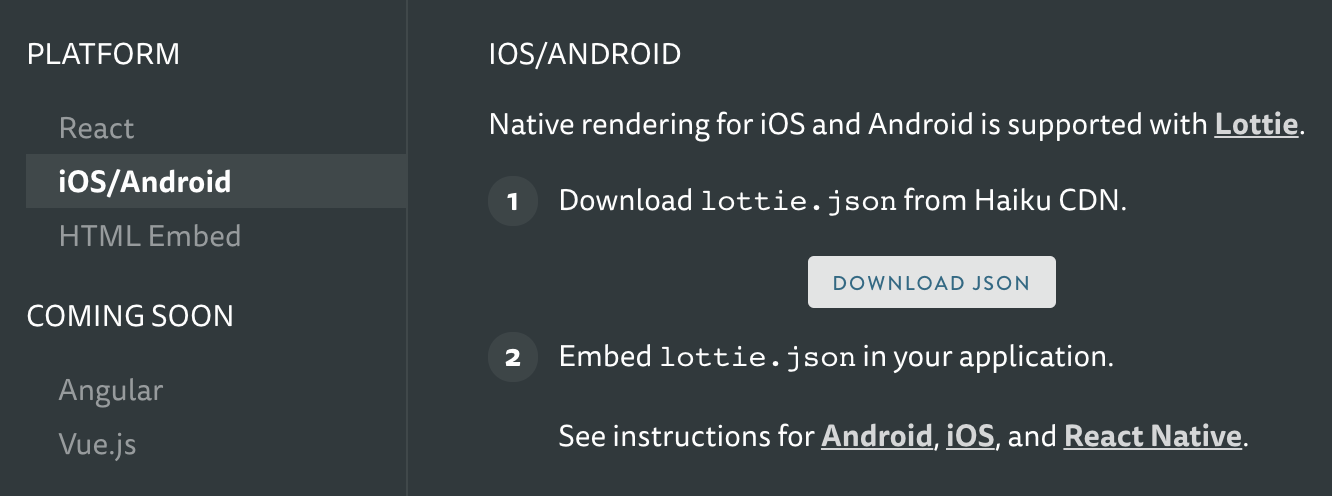 PLATFORM
React
iOS/Android
HTML Embed
COMING SOON
Angular
Vue.js
IOS/ANDROID
Native rendering for iOS and Android is supported with Lottie.
1 Download lottie.json from Haiku CDN.
DOWNLOAD JSON
2 Embed lottie.json in your application.
See instructions for Android, iOS, and React Native.